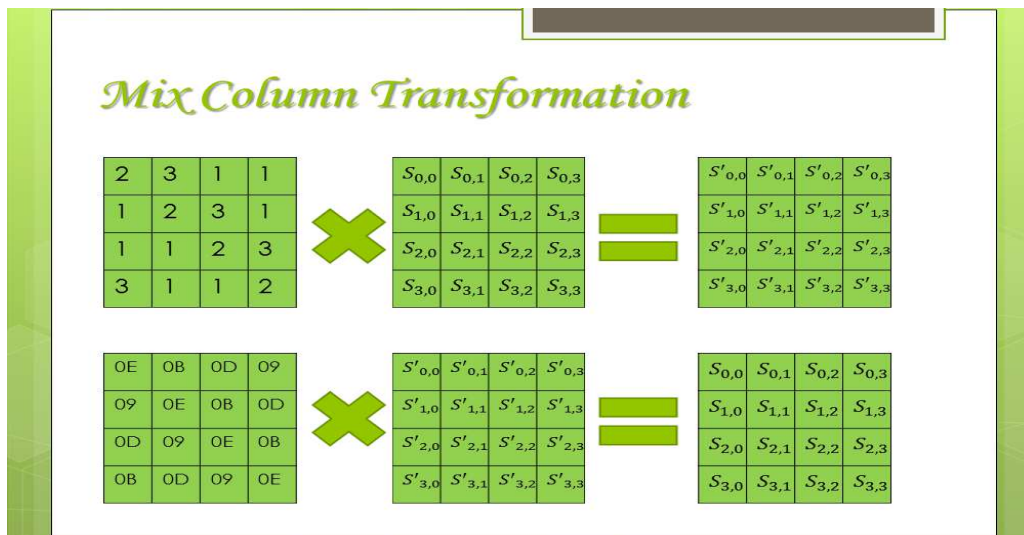 Mix Column Transformation
2 3 1 1 S0,0 S0,1 S0,2 S0,3 S'0,0 S'0,1 S'0,2 S'0,3
1 2 3 1 S1,0 S1,1 S1,2 S1,3 S'1,0 S'1,1 S'1,2 S'1,3
1 1 2 3 S2,0 S2,1 S2,2 S2,3 S'2,0 S'2,1 S'2,2 S'2,3
3 1 1 2 S3,0 S3,1 S3,2 S3,3 S'3,0 S'3,1 S'3,2 S'3,3
0E 0B 0D 09 S'0,0 S'0,1 S'0,2 S'0,3 S0,0 S0,1 S0,2 S0,3
09 0E 0B 0D S'1,0 S'1,1 S'1,2 S'1,3 S1,0 S1,1 S1,2 S1,3
0D 09 0E 0B S'2,0 S'2,1 S'2,2 S'2,3 S2,0 S2,1 S2,2 S2,3
0B 0D 09 0E S'3,0 S'3,1 S'3,2 S'3,3 S3,0 S3,1 S3,2 S3,3